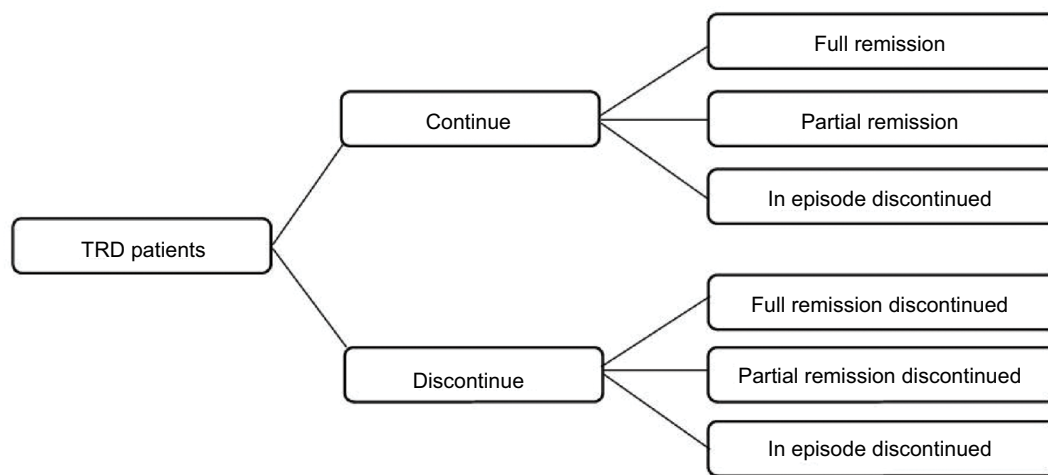 Full remission
Continue
Partial remission
In episode discontinued
TRD patients
Full remission discontinued
Discontinue
Partial remission discontinued
In episode discontinued